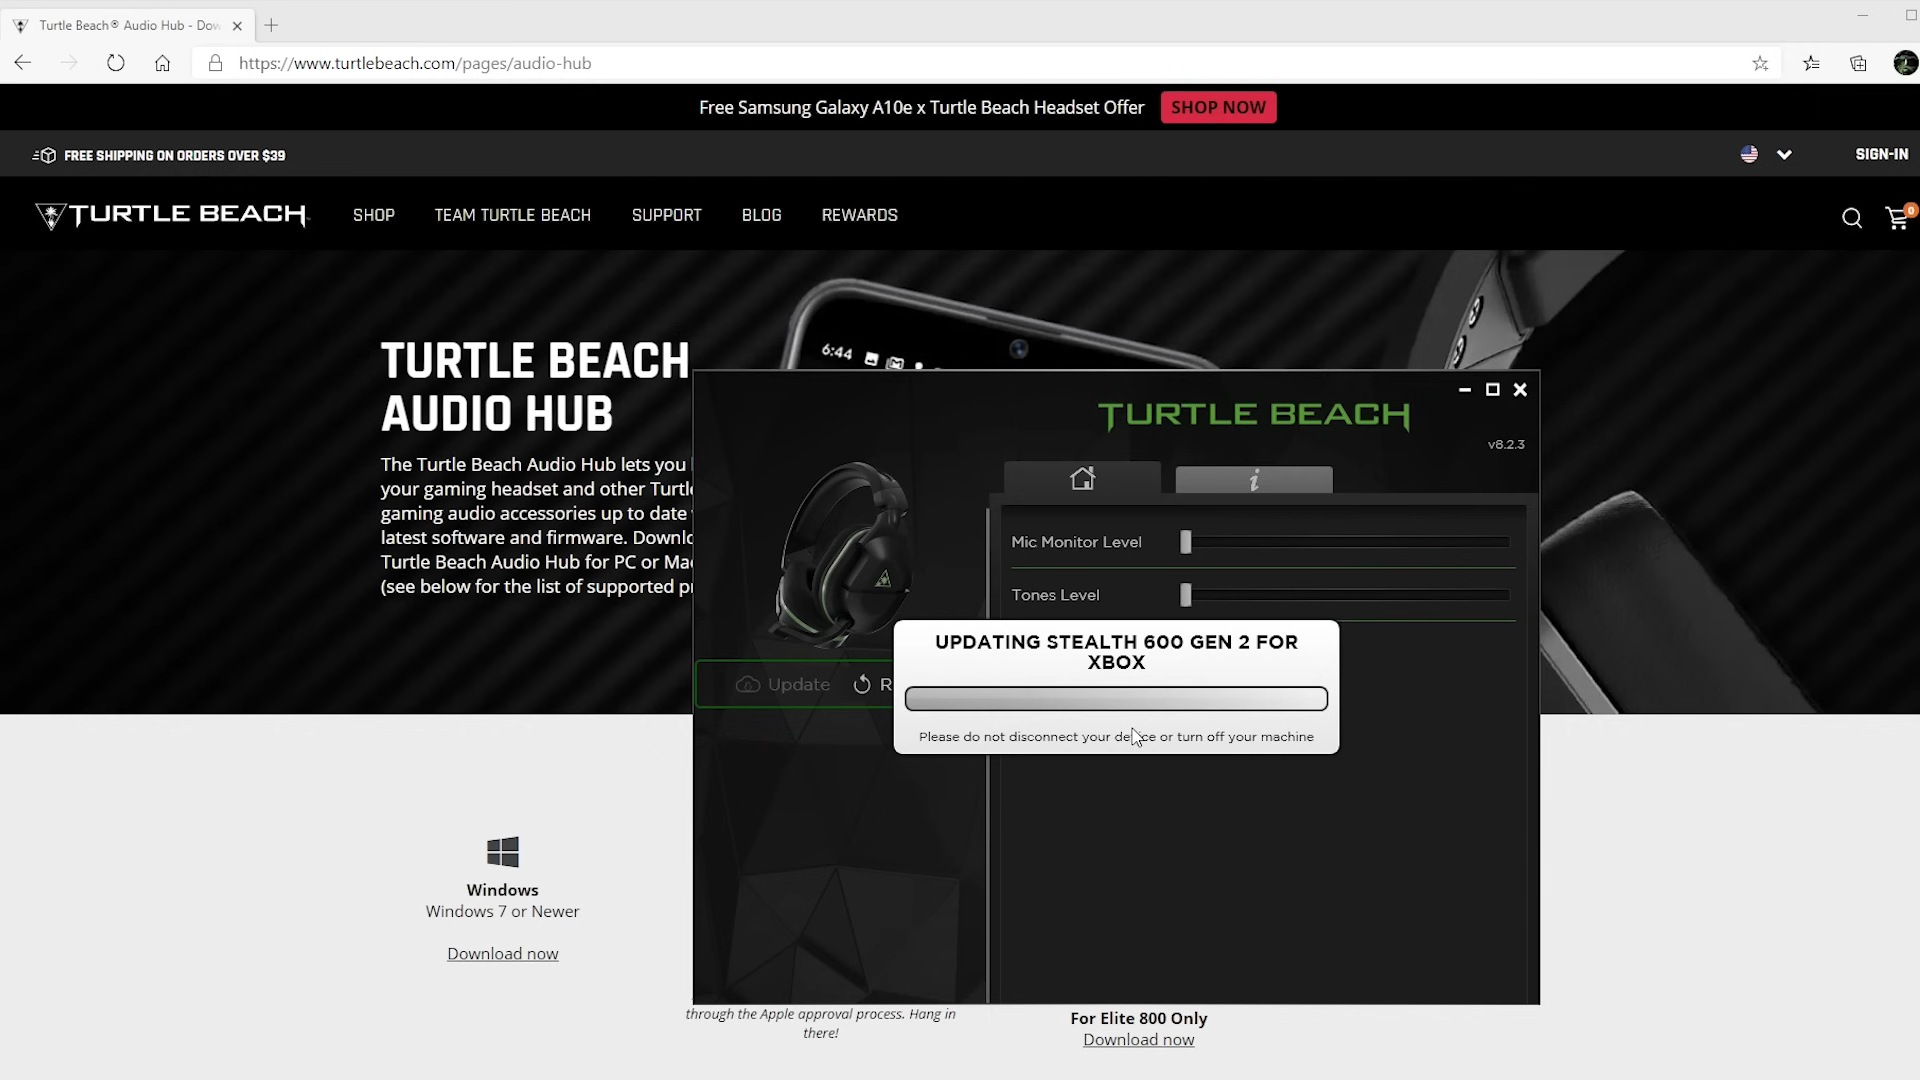 Turtle Beach® Audio Hub - Dow
https://www.turtlebeach.com/pages/audio-hub
Free Samsung Galaxy A10e x Turtle Beach Headset Offer SHOP NOW
FREE SHIPPING ON ORDERS OVER $39
SIGN-IN
TURTLE BEACH SHOP TEAM TURTLE BEACH SUPPORT BLOG REWARDS
0
6:44
TURTLE BEACH
AUDIO HUB
The Turtle Beach Audio Hub lets you
your gaming headset and other Turtl
gaming audio accessories up to date
latest software and firmware. Downlo
Turtle Beach Audio Hub for PC or Ma
(see below for the list of supported p
TURTLE BEACH
v8.2.3
Mic Monitor Level
Tones Level
Update R
UPDATING STEALTH 600 GEN 2 FOR
XBOX
Please do not disconnect your device or turn off your machine
Windows
Windows 7 or Newer
Download now
through the Apple approval process. Hang in
there!
For Elite 800 Only
Download now